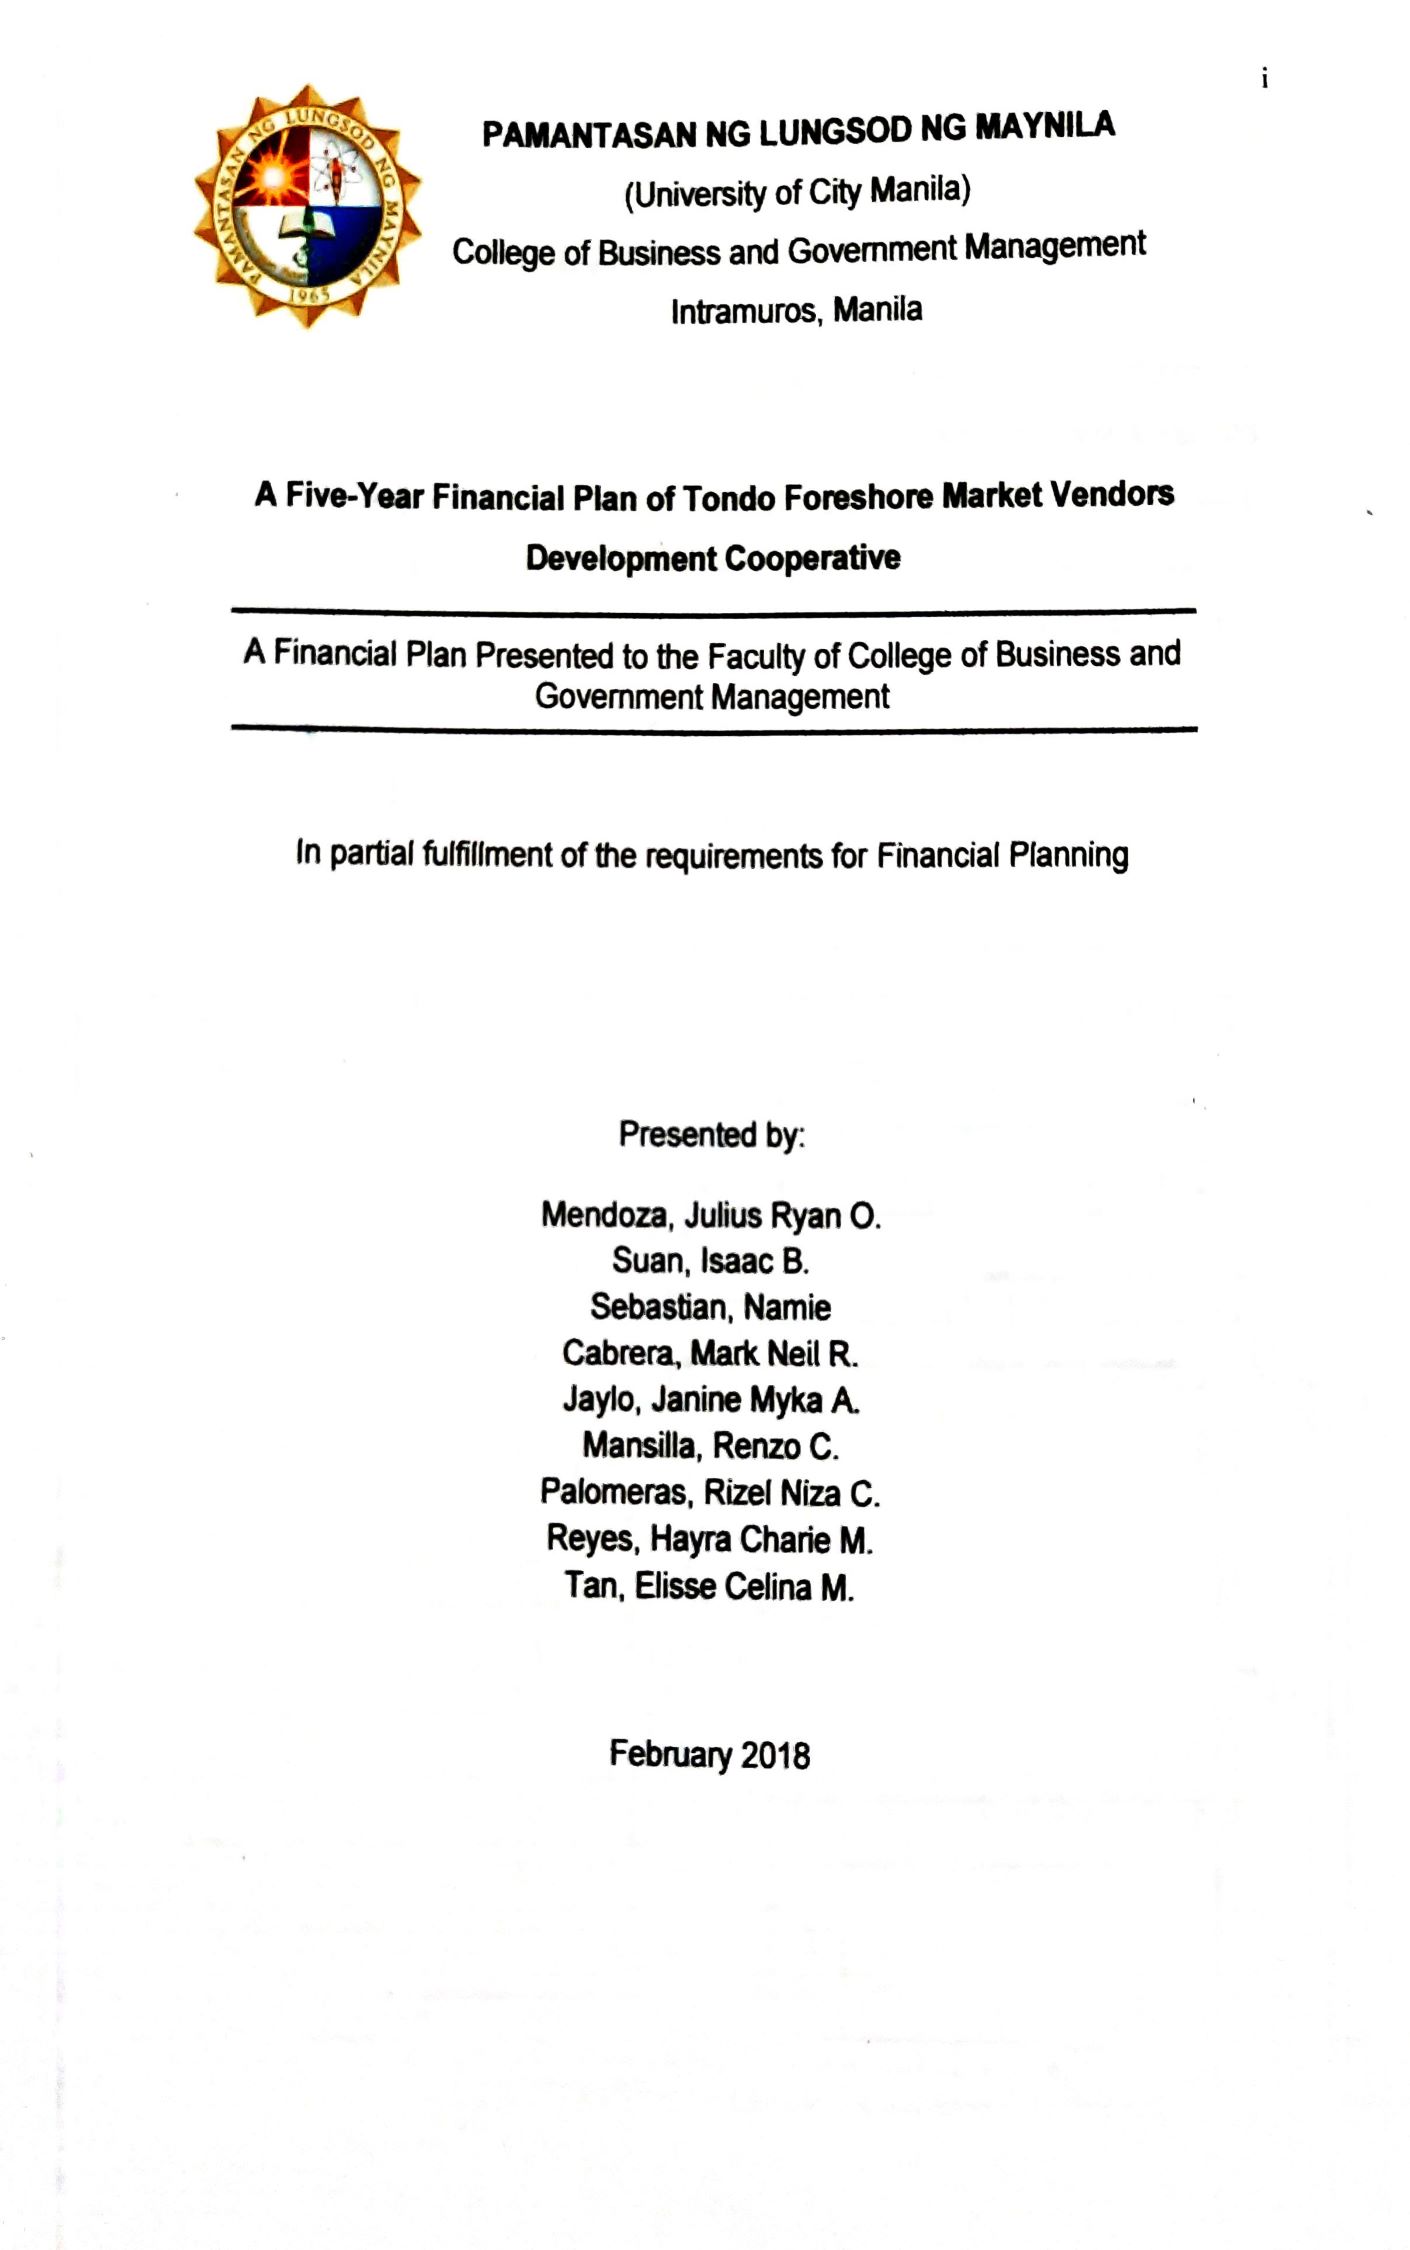 i
PAMANTASAN NG LUNGSOD NG MAYNILA
PAMANTASAN NG LUNGSOD NG MAYNILA
1965
(University of City Manila)
College of Business and Government Management
Intramuros, Manila
A Five-Year Financial Plan of Tondo Foreshore Market Vendors
Development Cooperative
A Financial Plan Presented to the Faculty of College of Business and
Government Management
In partial fulfillment of the requirements for Financial Planning
Presented by:
Mendoza, Julius Ryan O.
Suan, Isaac B.
Sebastian, Namie
Cabrera, Mark Neil R.
Jaylo, Janine Myka A.
Mansilla, Renzo C.
Palomeras, Rizel Niza C.
Reyes, Hayra Charie M.
Tan, Elisse Celina M.
February 2018